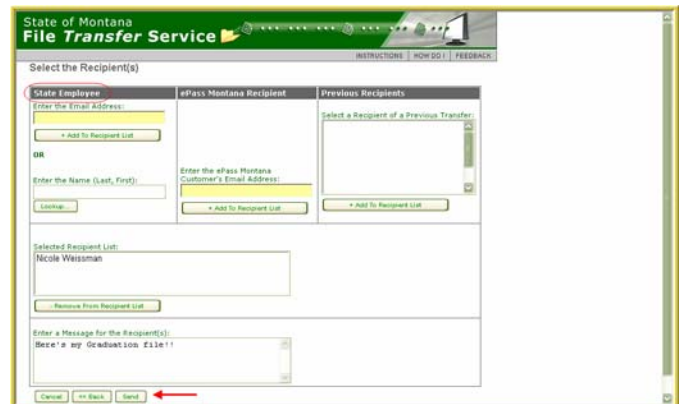 State of Montana
File Transfer Service
INSTRUCTIONS | HOW DO I | FEEDBACK
Select the Recipient(s)
State Employee
ePass Montana Recipient
Previous Recipients
Enter the Email Address:
+ Add To Recipient List
OR
Enter the Name (Last, First):
Lookup...
Enter the ePass Montana
Customer's Email Address:
+ Add To Recipient List
Select a Recipient of a Previous Transfer:
+ Add To Recipient List
Selected Recipient List:
Nicole Weissman
- Remove From Recipient List
Enter a Message for the Recipient(s):
Here's my Graduation file!!
Cancel
<< Back
Send